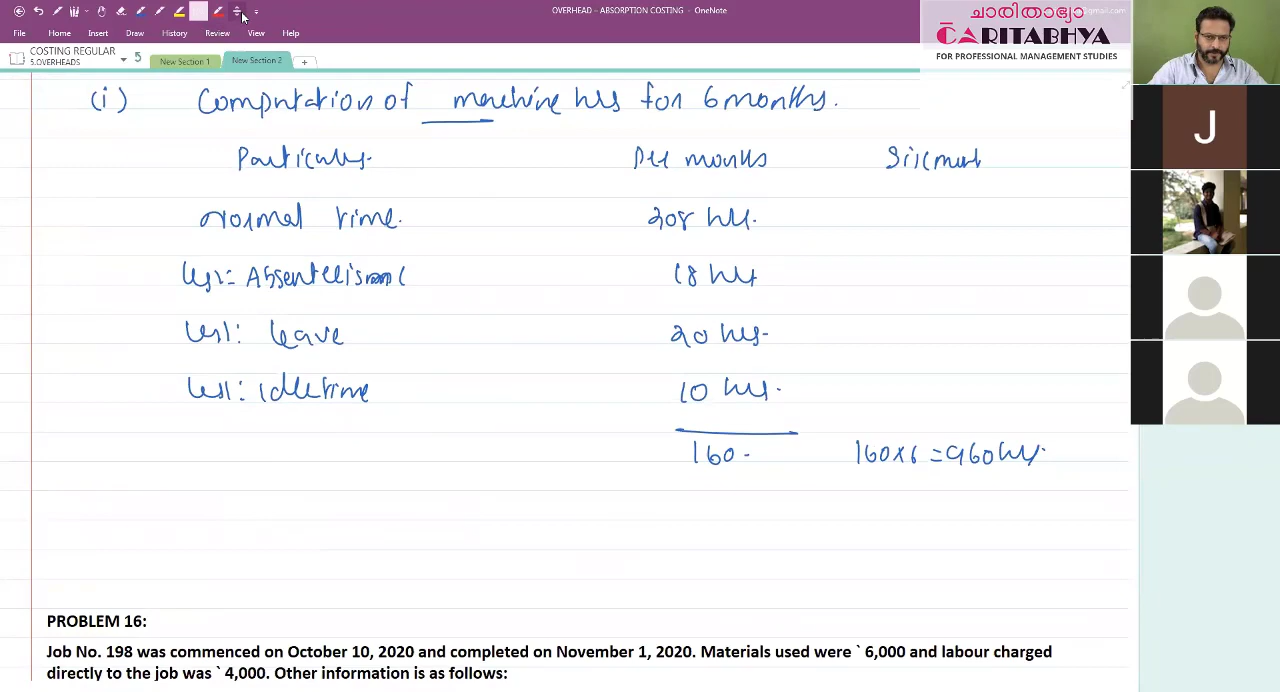 OVERHEAD – ABSORPTION COSTING - OneNote
ചാരിതാഭ്യാ
@gmail.com
CARITABHYA
FOR PROFESSIONAL MANAGEMENT STUDIES
File Home Insert Draw History Review View Help
COSTING REGULAR
5.OVERHEADS
5
New Section 1
New Section 2
(i) Computation of machine hrs for 6 months.
Particulars. Per months Six month
normal time. 208 hrs.
Less: Absenteeism 18 hrs
Less: leave 20 hrs.
Less: idle time 10 hrs.
160 160x6 = 960 hrs.
J
PROBLEM 16:
Job No. 198 was commenced on October 10, 2020 and completed on November 1, 2020. Materials used were ` 6,000 and labour charged
directly to the job was ` 4,000. Other information is as follows: